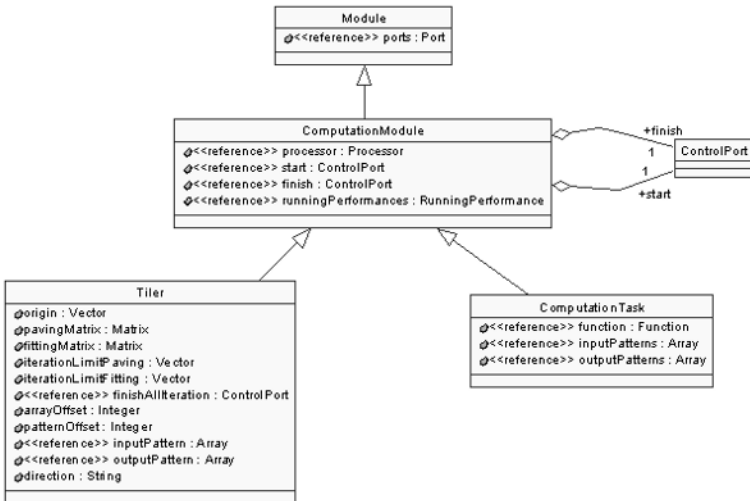 Module
<<reference>> ports : Port
ComputationModule
<<reference>> processor : Processor
<<reference>> start : ControlPort
<<reference>> finish : ControlPort
<<reference>> runningPerformances : RunningPerformance
+finish
1
ControlPort
1
+start
Tiler
origin : Vector
pavingMatrix : Matrix
fittingMatrix : Matrix
iterationLimitPaving : Vector
iterationLimitFitting : Vector
<<reference>> finishAllIteration : ControlPort
arrayOffset : Integer
patternOffset : Integer
<<reference>> inputPattern : Array
<<reference>> outputPattern : Array
direction : String
ComputationTask
<<reference>> function : Function
<<reference>> inputPatterns : Array
<<reference>> outputPatterns : Array